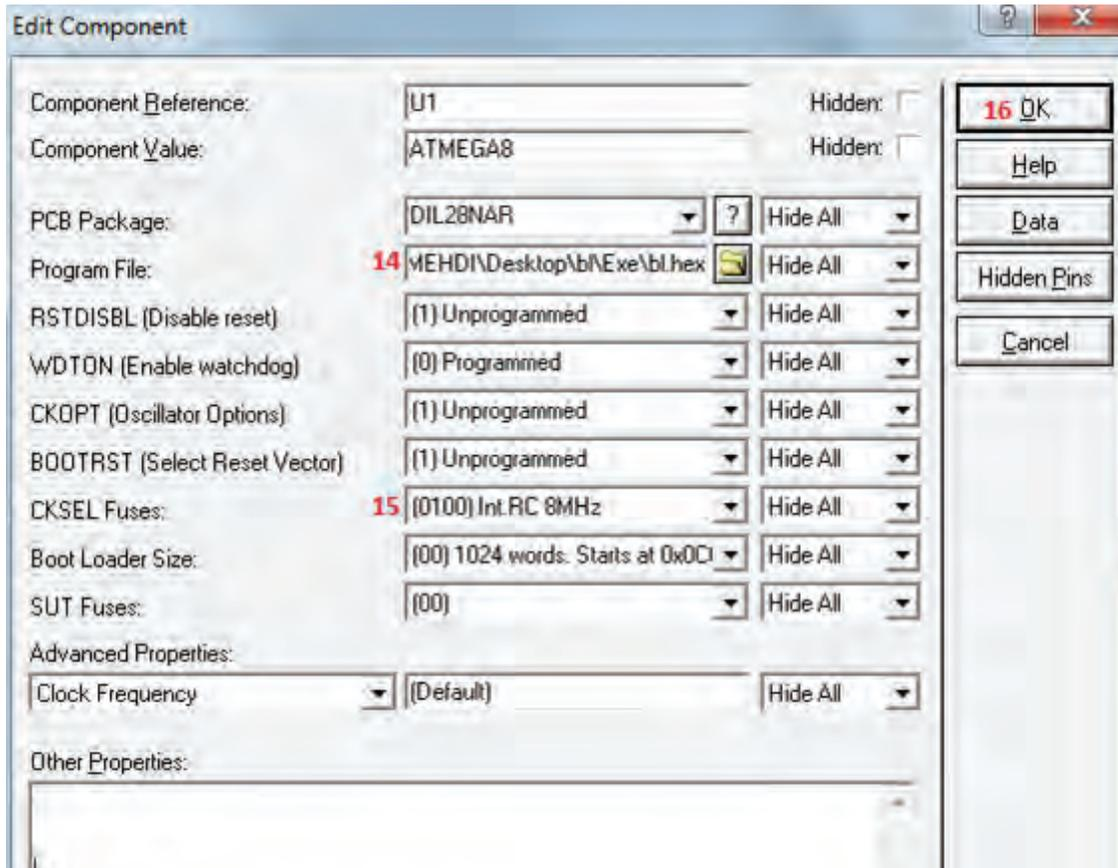 Edit Component
Component Reference: U1 Hidden:
16 OK
Component Value: ATMEGA8 Hidden:
Help
PCB Package: DIL28NAR ? Hide All
Data
Program File: 14 MEHDI\Desktop\bl\Exe\bl.hex Hide All
Hidden Pins
RSTDISBL (Disable reset) (1) Unprogrammed Hide All
Cancel
WDTON (Enable watchdog) (0) Programmed Hide All
CKOPT (Oscillator Options) (1) Unprogrammed Hide All
BOOTRST (Select Reset Vector) (1) Unprogrammed Hide All
CKSEL Fuses: 15 (0100) Int.RC 8MHz Hide All
Boot Loader Size: (00) 1024 words. Starts at 0x0C Hide All
SUT Fuses: (00) Hide All
Advanced Properties:
Clock Frequency (Default) Hide All
Other Properties: